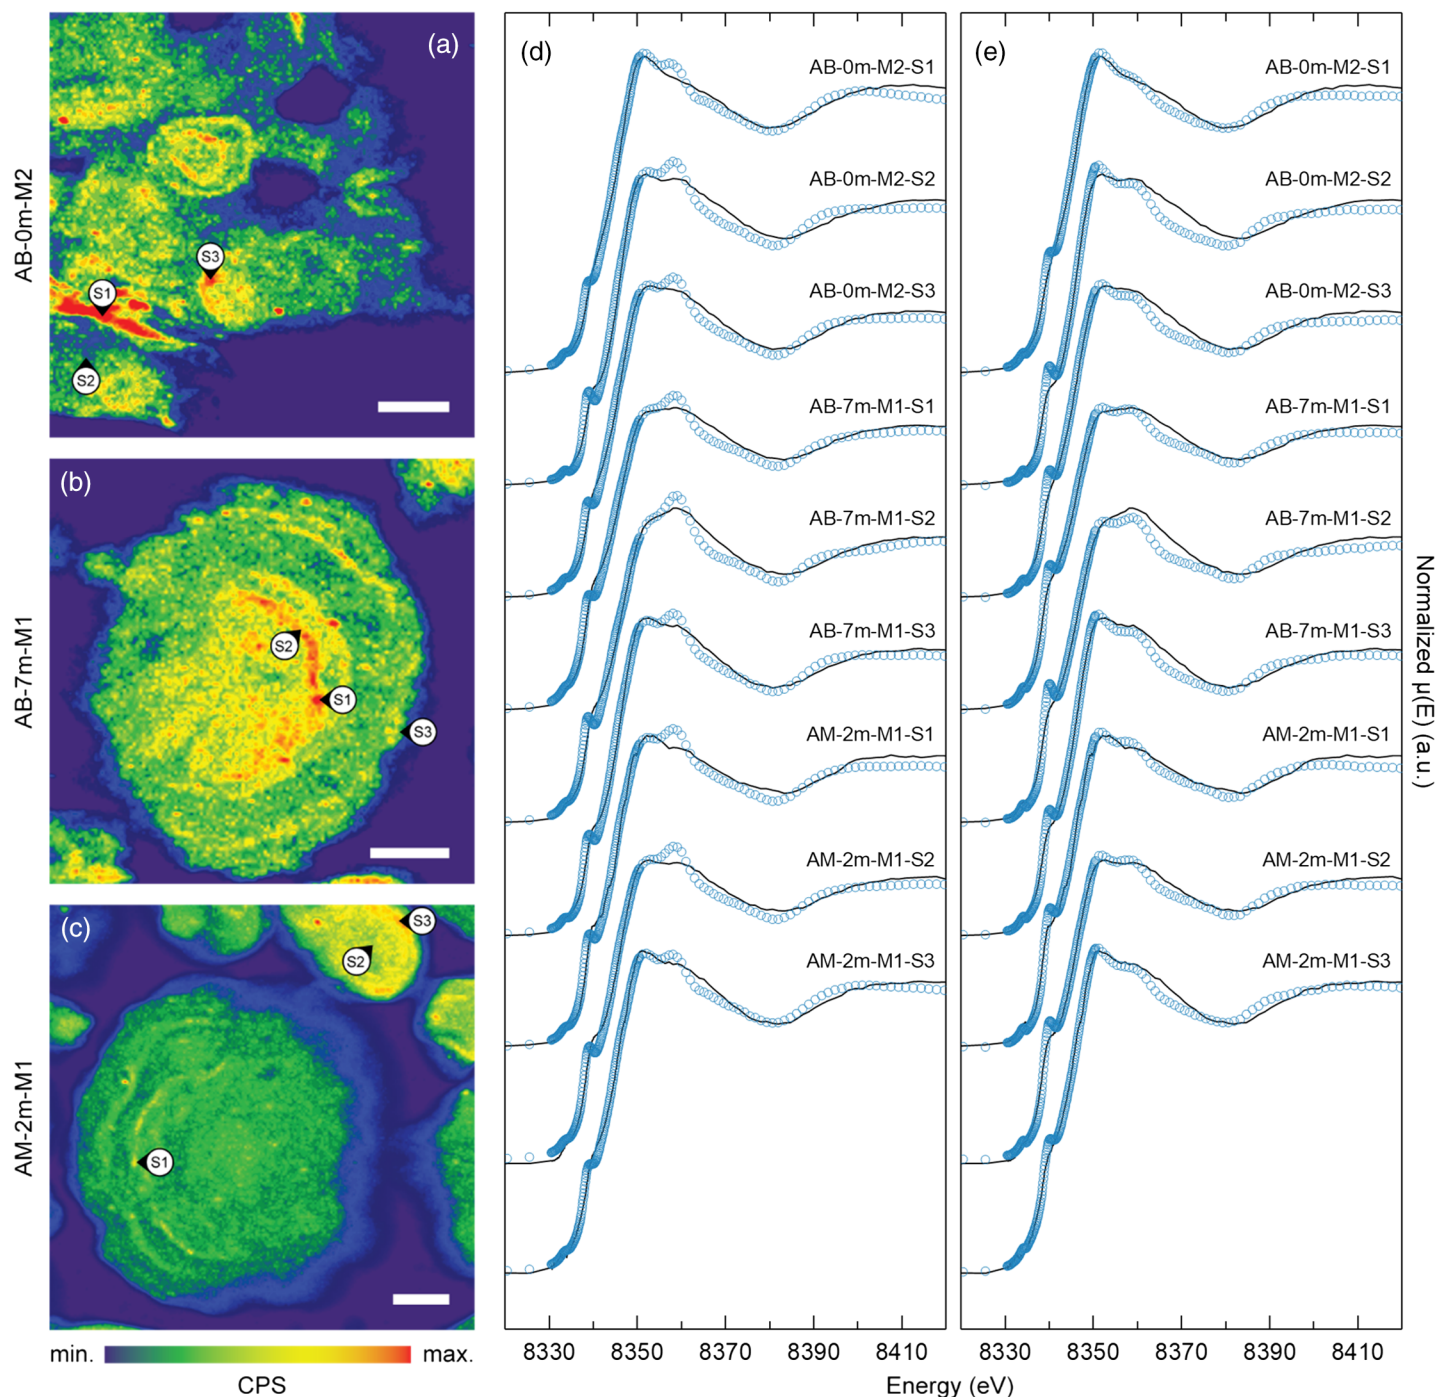 AB-0m-M2
(a)
S3
S1
S2
AB-7m-M1
(b)
S2
S1
S3
AM-2m-M1
(c)
S3
S2
S1
min.
max.
CPS
(d)
AB-0m-M2-S1
AB-0m-M2-S2
AB-0m-M2-S3
AB-7m-M1-S1
AB-7m-M1-S2
AB-7m-M1-S3
AM-2m-M1-S1
AM-2m-M1-S2
AM-2m-M1-S3
8330 8350 8370 8390 8410
(e)
AB-0m-M2-S1
AB-0m-M2-S2
AB-0m-M2-S3
AB-7m-M1-S1
AB-7m-M1-S2
AB-7m-M1-S3
AM-2m-M1-S1
AM-2m-M1-S2
AM-2m-M1-S3
8330 8350 8370 8390 8410
Energy (eV)
Normalized μ(E) (a.u.)